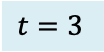 t = 3